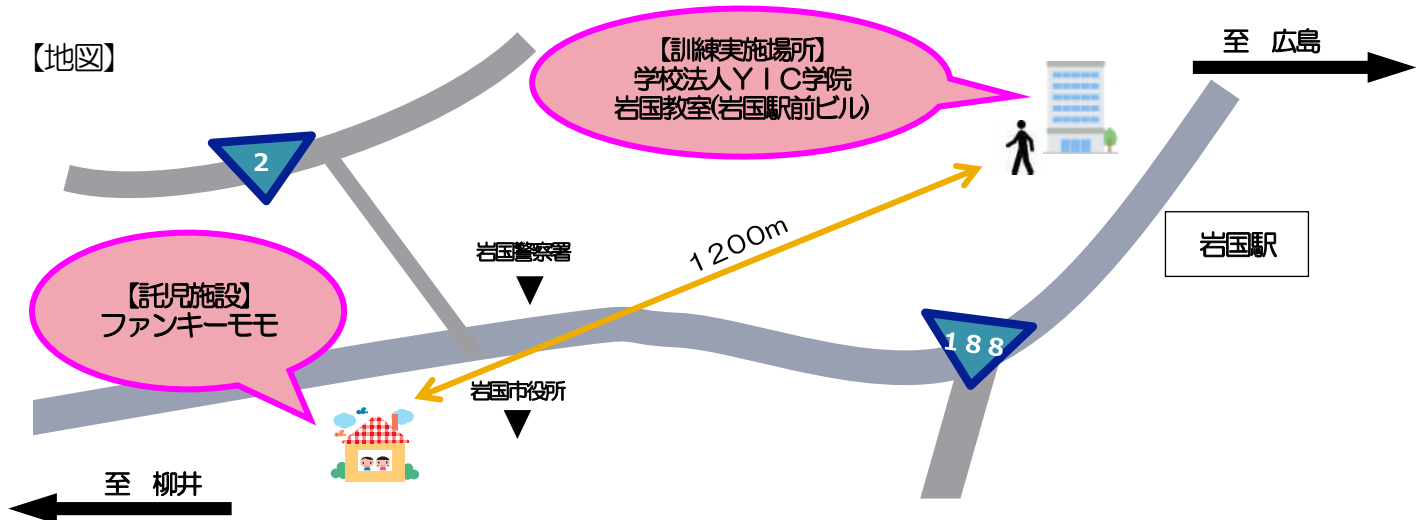 【地図】
【訓練実施場所】
学校法人ＹＩＣ学院
岩国教室(岩国駅前ビル)
至　広島
2
岩国警察署
▼
1200m
岩国駅
【託児施設】
ファンキーモモ
188
岩国市役所
▼
至　柳井